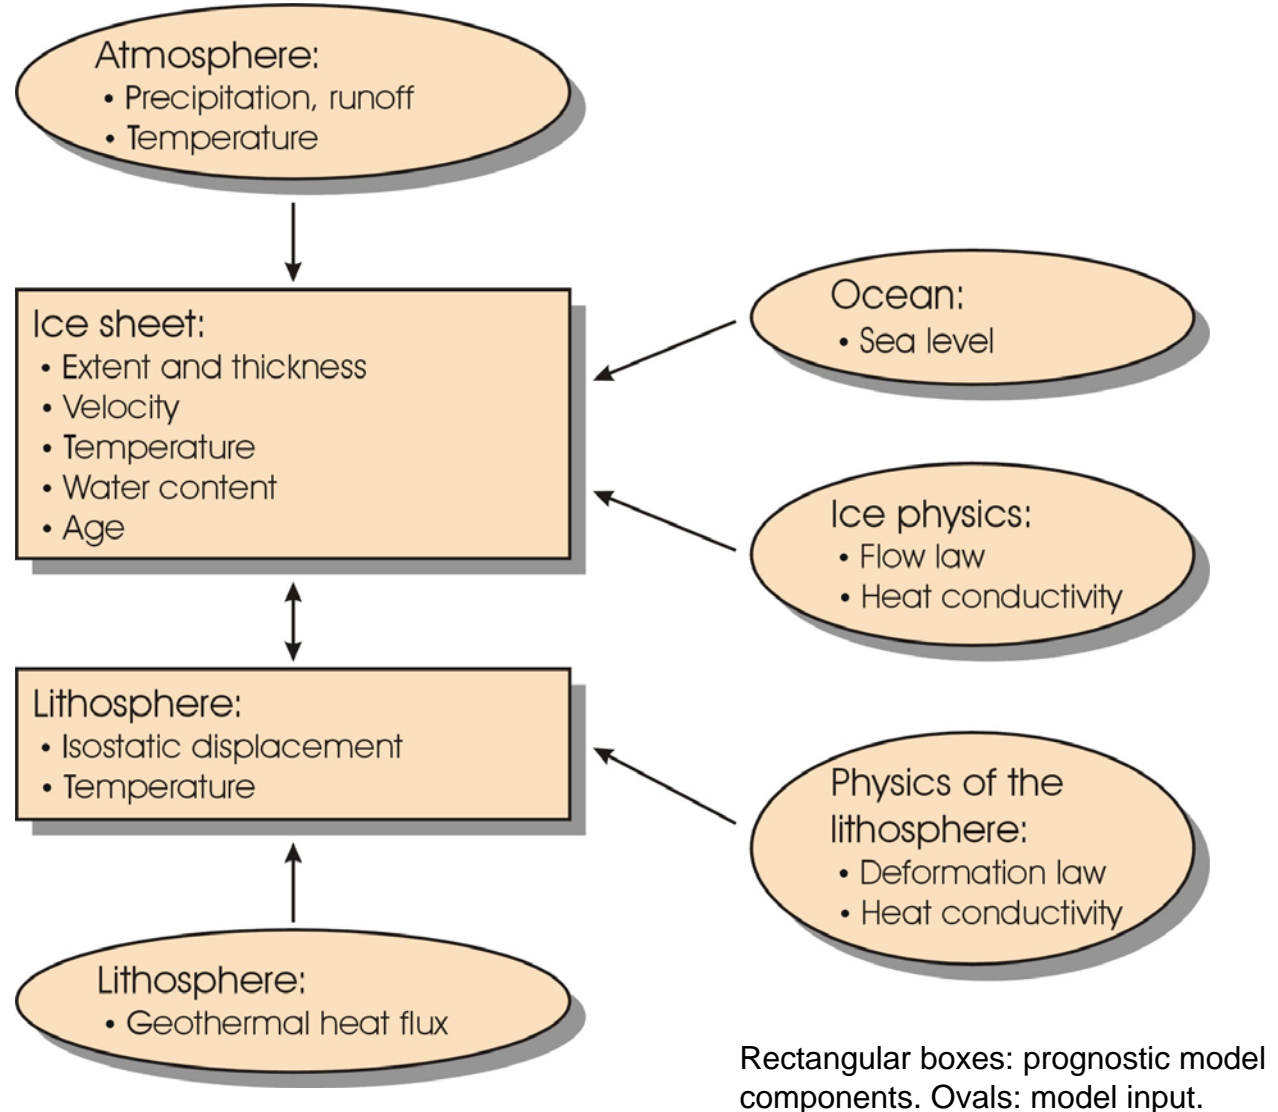 Atmosphere:
• Precipitation, runoff
• Temperature
Ice sheet:
• Extent and thickness
• Velocity
• Temperature
• Water content
• Age
Ocean:
• Sea level
Ice physics:
• Flow law
• Heat conductivity
Lithosphere:
• Isostatic displacement
• Temperature
Physics of the
lithosphere:
• Deformation law
• Heat conductivity
Lithosphere:
• Geothermal heat flux
Rectangular boxes: prognostic model
components. Ovals: model input.